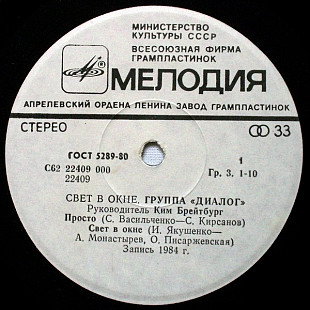 МИНИСТЕРСТВО
КУЛЬТУРЫ СССР
ВСЕСОЮЗНАЯ ФИРМА
ГРАМПЛАСТИНОК
МЕЛОДИЯ
АПРЕЛЕВСКИЙ ОРДЕНА ЛЕНИНА ЗАВОД ГРАМПЛАСТИНОК
СТЕРЕО
33
ГОСТ 5289-80
1
С62 22409 000
Гр. 3. 1-10
22409
СВЕТ В ОКНЕ. ГРУППА «ДИАЛОГ»
Руководитель Ким Брейтбург
Просто (С. Васильченко—С. Кирсанов)
Свет в окне (И. Якушенко—
А. Монастырев, О. Писаржевская)
Запись 1984 г.